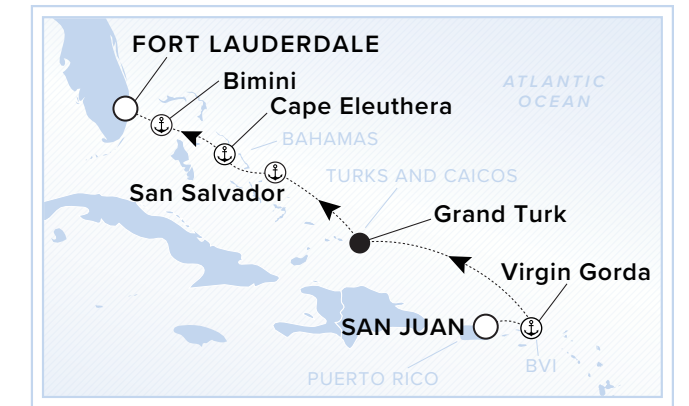 FORT LAUDERDALE
Bimini
ATLANTIC
OCEAN
Cape Eleuthera
BAHAMAS
TURKS AND CAICOS
San Salvador
Grand Turk
Virgin Gorda
SAN JUAN
BVI
PUERTO RICO